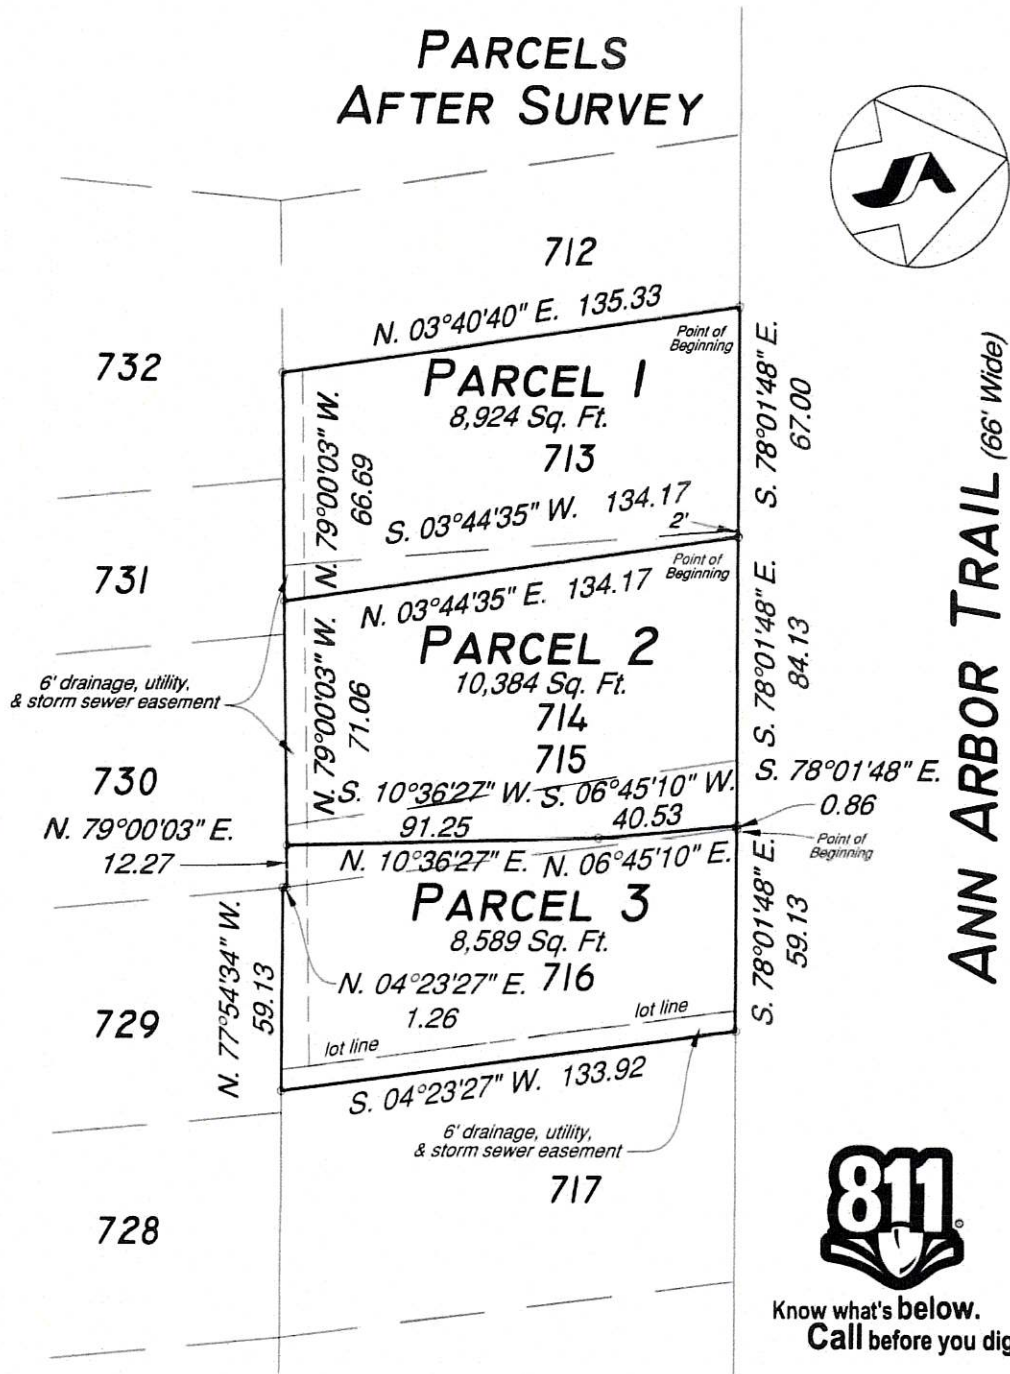 PARCELS
AFTER SURVEY
712
N. 03°40'40" E. 135.33
Point of
Beginning
732
PARCEL 1
8,924 Sq. Ft.
713
N. 79°00'03" W.
66.69
S. 78°01'48" E.
67.00
S. 03°44'35" W. 134.17
2'
731
Point of
Beginning
N. 03°44'35" E. 134.17
PARCEL 2
10,384 Sq. Ft.
714
715
N. 79°00'03" W.
71.06
S. 78°01'48" E.
84.13
6' drainage, utility,
& storm sewer easement
730
S. 10°36'27" W. S. 06°45'10" W.
91.25 40.53
S. 78°01'48" E.
0.86
N. 79°00'03" E.
12.27
Point of
Beginning
N. 10°36'27" E. N. 06°45'10" E.
PARCEL 3
8,589 Sq. Ft.
716
N. 77°54'34" W.
59.13
S. 78°01'48" E.
59.13
N. 04°23'27" E.
1.26
729
lot line
lot line
S. 04°23'27" W. 133.92
6' drainage, utility,
& storm sewer easement
717
728
ANN ARBOR TRAIL (66' Wide)
811
Know what's below.
Call before you dig